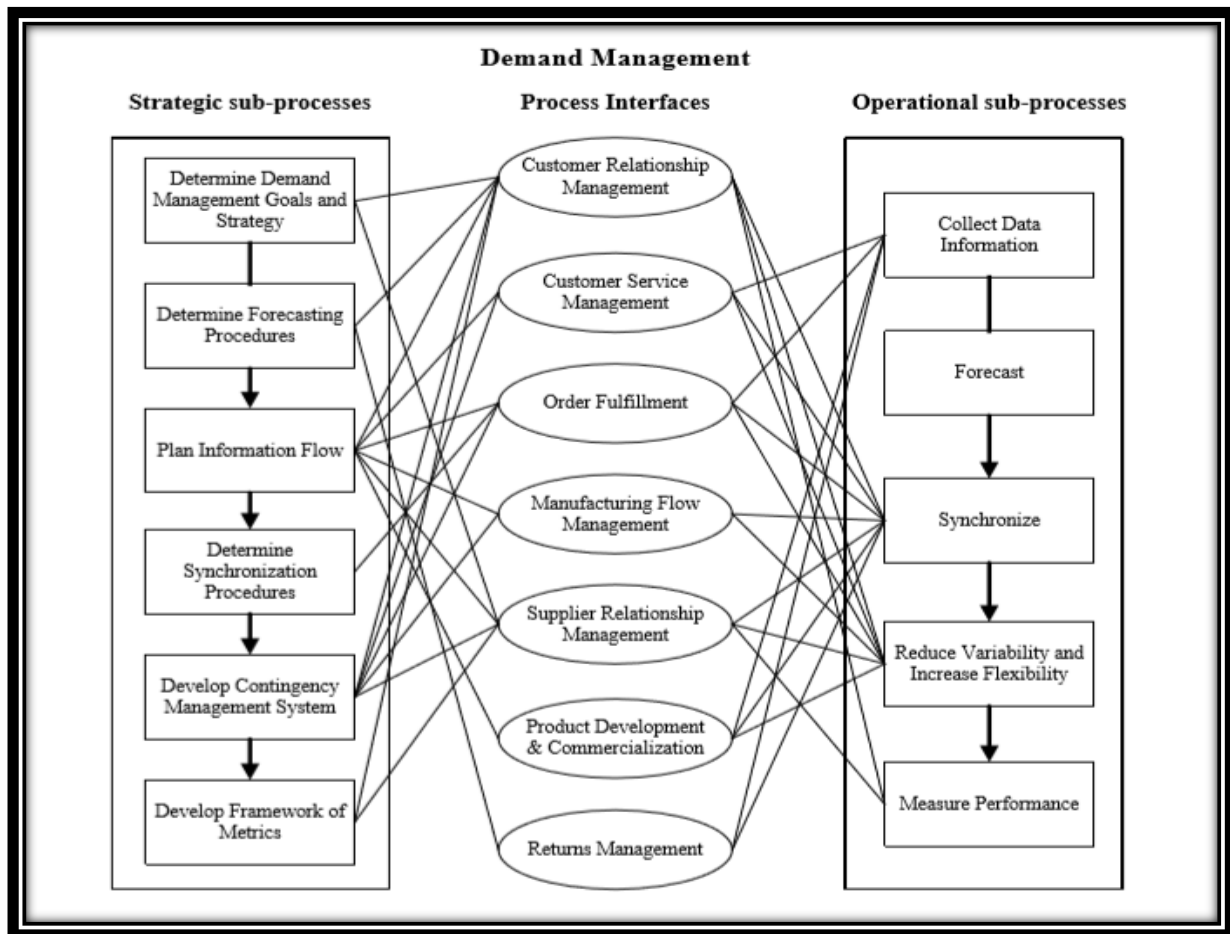 Demand Management
Strategic sub-processes
Process Interfaces
Operational sub-processes
Determine Demand
Management Goals and
Strategy
Determine Forecasting
Procedures
Plan Information Flow
Determine
Synchronization
Procedures
Develop Contingency
Management System
Develop Framework of
Metrics
Customer Relationship
Management
Customer Service
Management
Order Fulfillment
Manufacturing Flow
Management
Supplier Relationship
Management
Product Development
& Commercialization
Returns Management
Collect Data
Information
Forecast
Synchronize
Reduce Variability and
Increase Flexibility
Measure Performance